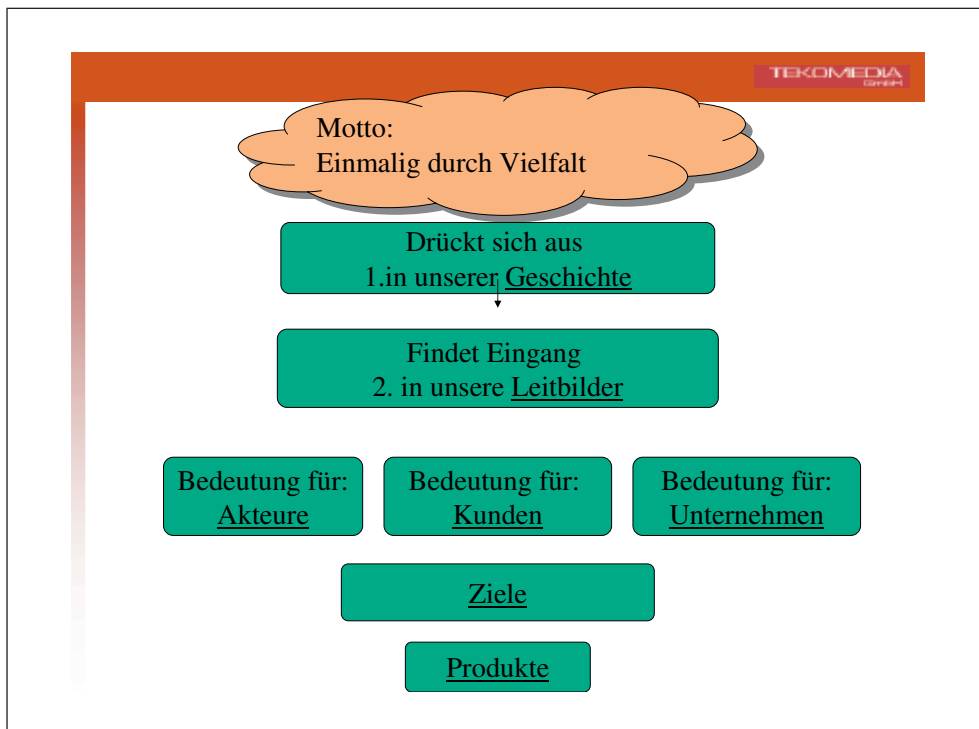 TEKOMEDIA
GmbH
Motto:
Einmalig durch Vielfalt
Drückt sich aus
1.in unserer Geschichte
Findet Eingang
2. in unsere Leitbilder
Bedeutung für:
Akteure
Bedeutung für:
Kunden
Bedeutung für:
Unternehmen
Ziele
Produkte